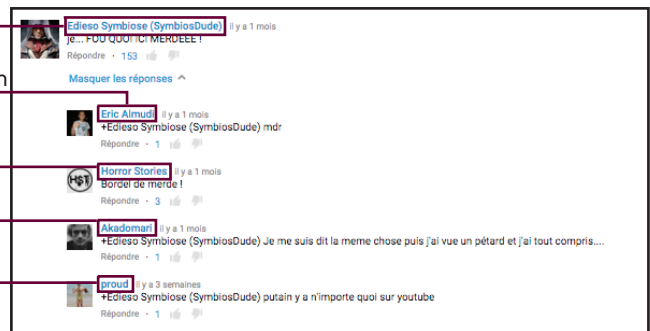 Edieso Symbiose (SymbiosDude) il y a 1 mois
je... FOU QUOI ICI MERDEEE !
Répondre · 153
n
Masquer les réponses
Eric Almudi il y a 1 mois
+Edieso Symbiose (SymbiosDude) mdr
Répondre · 1
HST
Horror Stories il y a 1 mois
Bordel de merde !
Répondre · 3
Akadomari il y a 1 mois
+Edieso Symbiose (SymbiosDude) Je me suis dit la meme chose puis j'ai vue un pétard et j'ai tout compris....
Répondre · 1
proud il y a 3 semaines
+Edieso Symbiose (SymbiosDude) putain y a n'importe quoi sur youtube
Répondre · 1